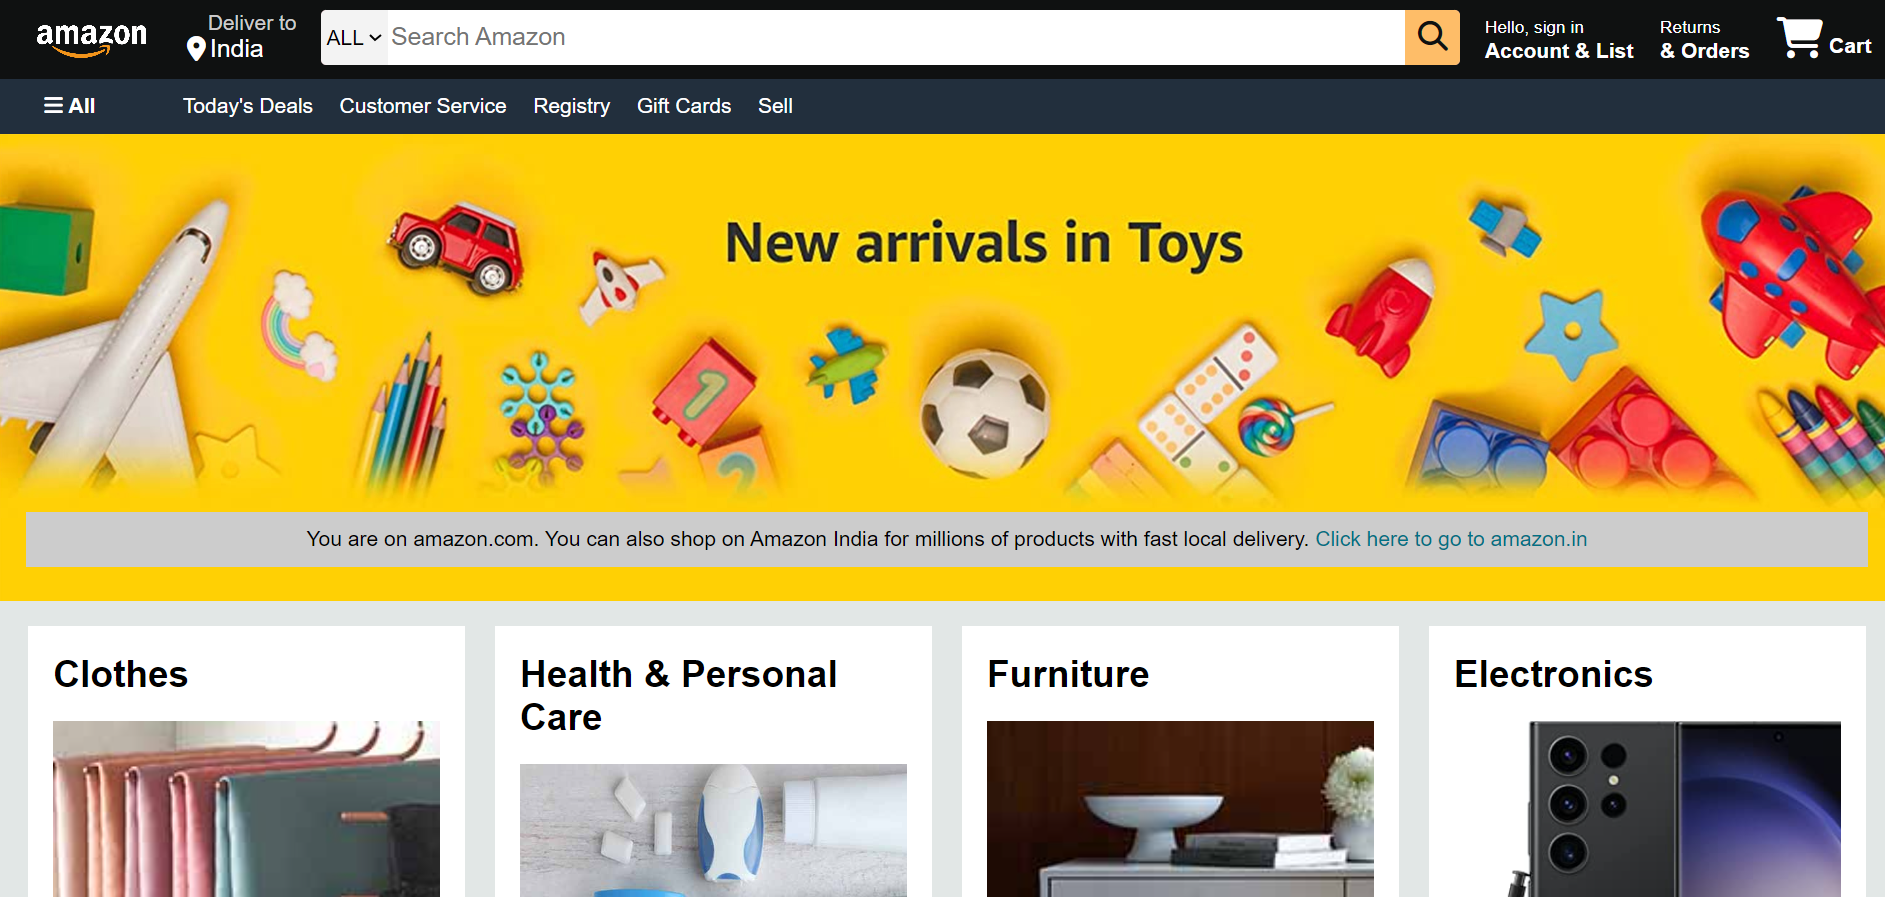 amazon
Deliver to
India
ALL
Search Amazon
Hello, sign in
Account & List
Returns
& Orders
Cart
All
Today's Deals
Customer Service
Registry
Gift Cards
Sell
New arrivals in Toys
1
2
You are on amazon.com. You can also shop on Amazon India for millions of products with fast local delivery. Click here to go to amazon.in
Clothes
Health & Personal
Care
Furniture
Electronics